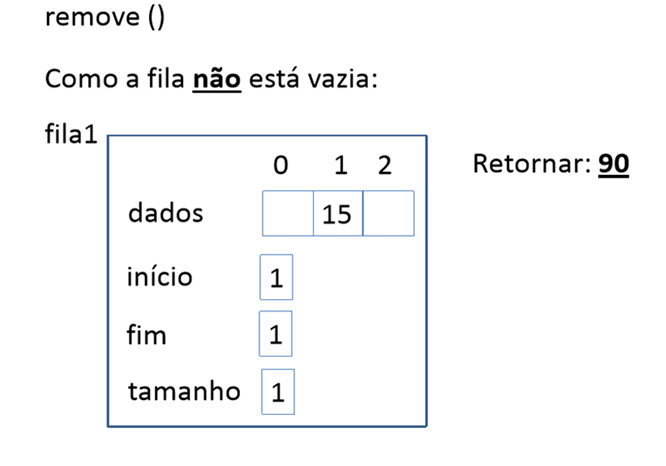 remove ()
Como a fila não está vazia:
fila1
0 1 2
Retornar: 90
dados 15
início 1
fim 1
tamanho 1